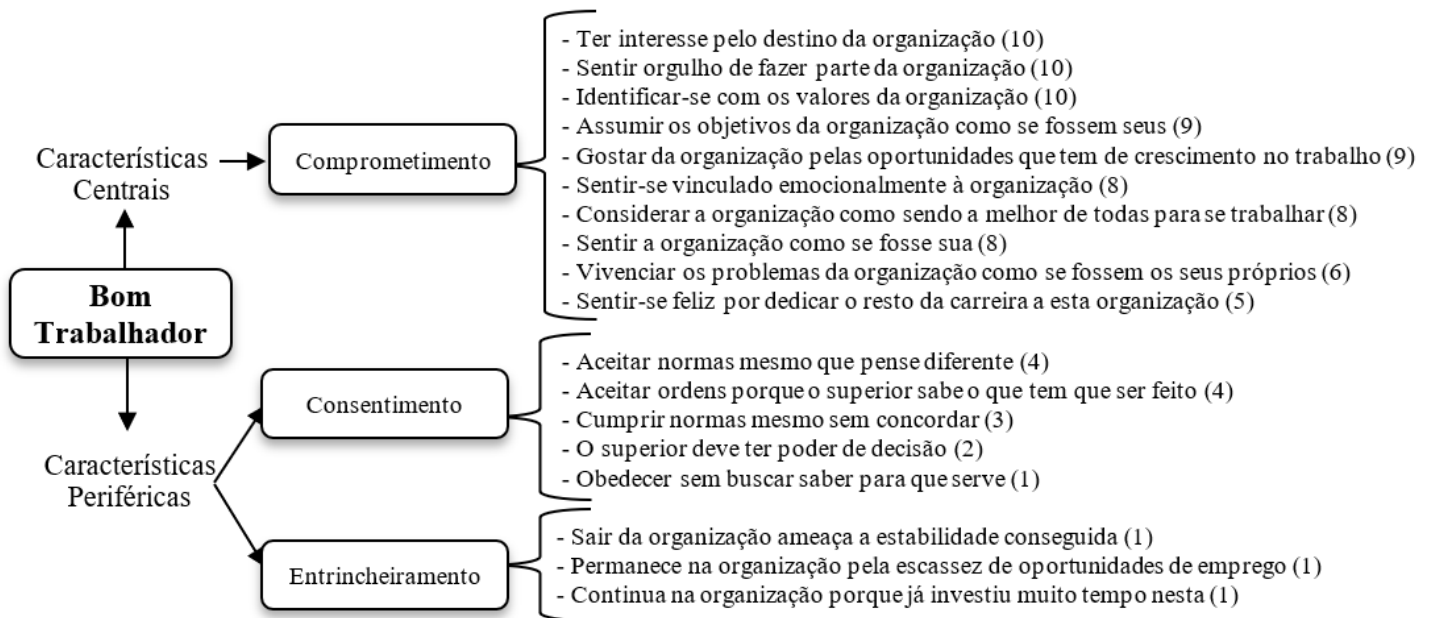 - Ter interesse pelo destino da organização (10)
- Sentir orgulho de fazer parte da organização (10)
- Identificar-se com os valores da organização (10)
- Assumir os objetivos da organização como se fossem seus (9)
- Gostar da organização pelas oportunidades que tem de crescimento no trabalho (9)
- Sentir-se vinculado emocionalmente à organização (8)
- Considerar a organização como sendo a melhor de todas para se trabalhar (8)
- Sentir a organização como se fosse sua (8)
- Vivenciar os problemas da organização como se fossem os seus próprios (6)
- Sentir-se feliz por dedicar o resto da carreira a esta organização (5)
Comprometimento
Características
Centrais
Bom
Trabalhador
Características
Periféricas
Consentimento
- Aceitar normas mesmo que pense diferente (4)
- Aceitar ordens porque o superior sabe o que tem que ser feito (4)
- Cumprir normas mesmo sem concordar (3)
- O superior deve ter poder de decisão (2)
- Obedecer sem buscar saber para que serve (1)
Entrincheiramento
- Sair da organização ameaça a estabilidade conseguida (1)
- Permanece na organização pela escassez de oportunidades de emprego (1)
- Continua na organização porque já investiu muito tempo nesta (1)